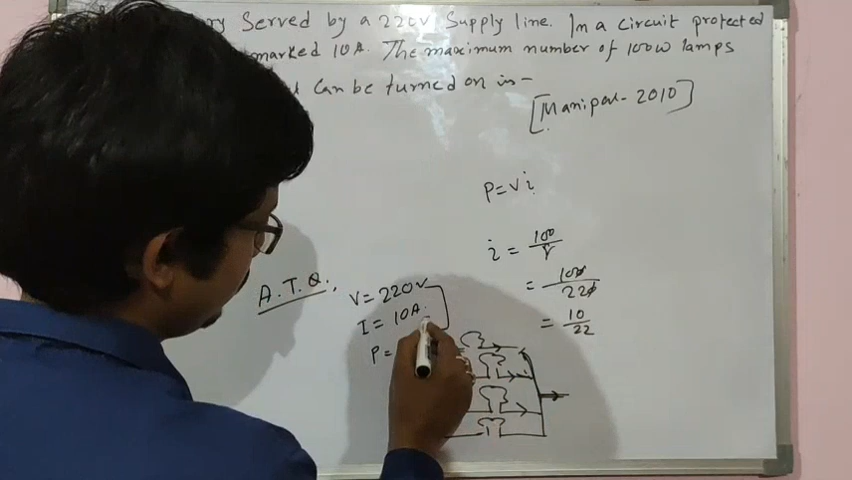 Served by a 220V Supply line. In a circuit protected
marked 10A. The maximum number of 100W lamps
can be turned on is-
[Manipal-2010]
P=Vi
i = 100/V
= 100/220
= 10/22
A.T.Q.,
V = 220V
I = 10A.
P =